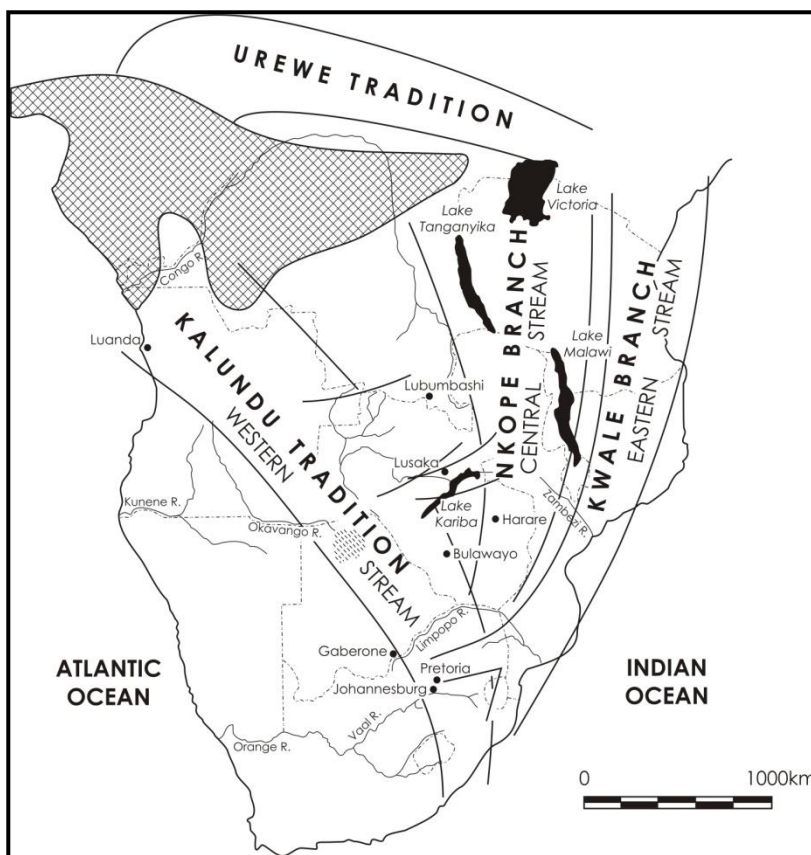 UREWE TRADITION
Lake
Victoria
Lake
Tanganyika
NKOPE BRANCH
CENTRAL STREAM
KWALE BRANCH
EASTERN STREAM
Congo R.
KALUNDU TRADITION
WESTERN STREAM
Luanda
Lake
Malawi
Lubumbashi
Lusaka
Kunene R.
Okavango R.
Lake
Kariba
Harare
Zambezi R.
Bulawayo
Limpopo R.
Gaberone
Pretoria
Johannesburg
ATLANTIC
OCEAN
INDIAN
OCEAN
Vaal R.
Orange R.
0 1000km